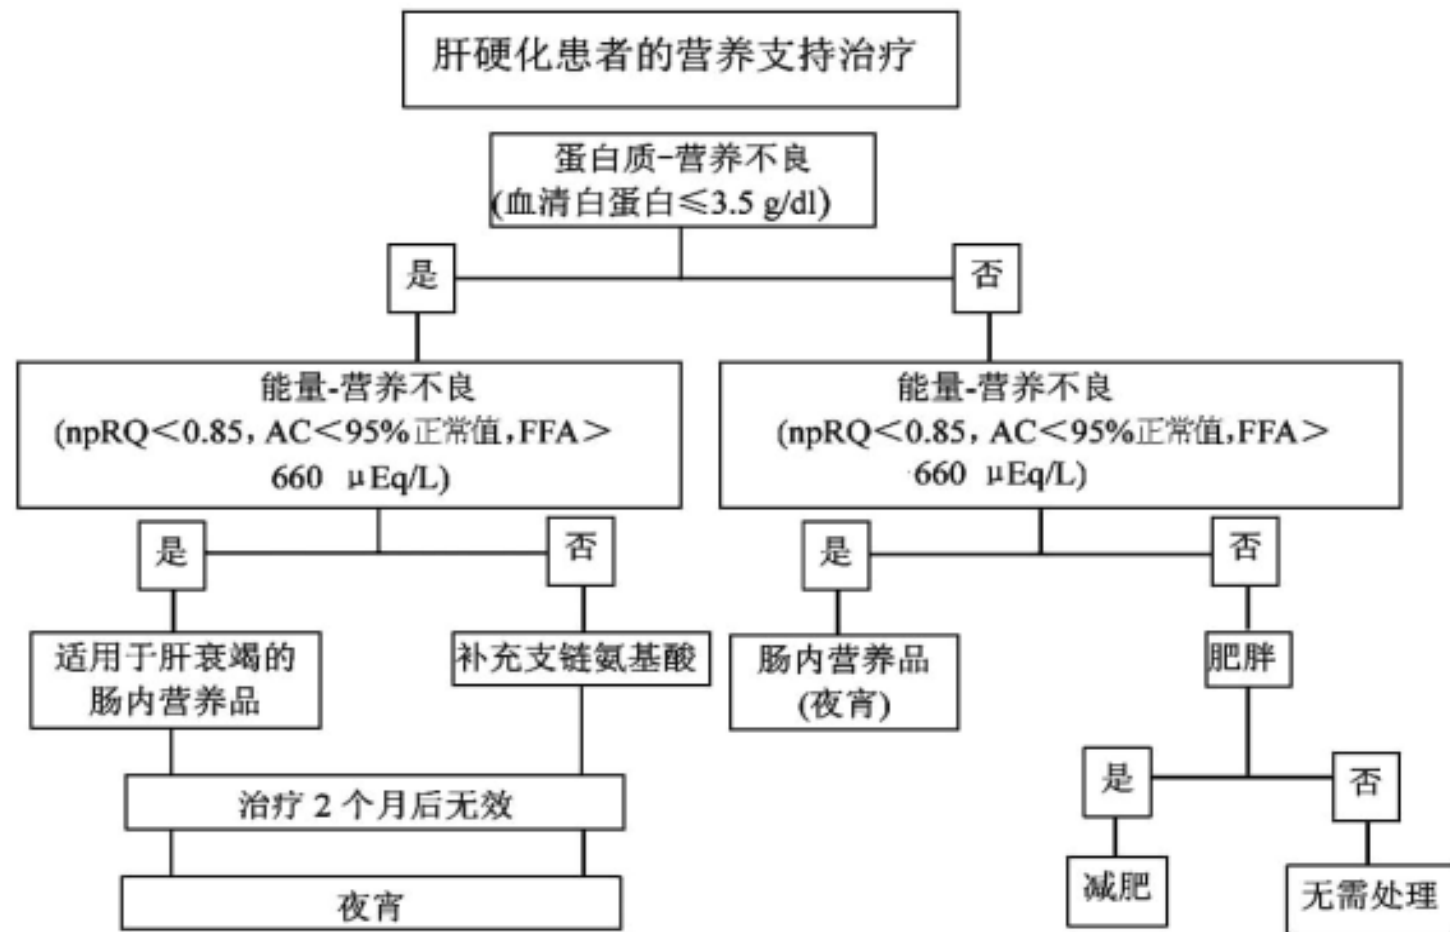 肝硬化患者的营养支持治疗
蛋白质-营养不良
(血清白蛋白≤3.5 g/dl)
是
否
能量-营养不良
(npRQ<0.85, AC<95%正常值,FFA>
660 μEq/L)
能量-营养不良
(npRQ<0.85, AC<95%正常值,FFA>
660 μEq/L)
是
否
是
否
适用于肝衰竭的
肠内营养品
补充支链氨基酸
肠内营养品
(夜宵)
肥胖
治疗 2 个月后无效
是
否
夜宵
减肥
无需处理